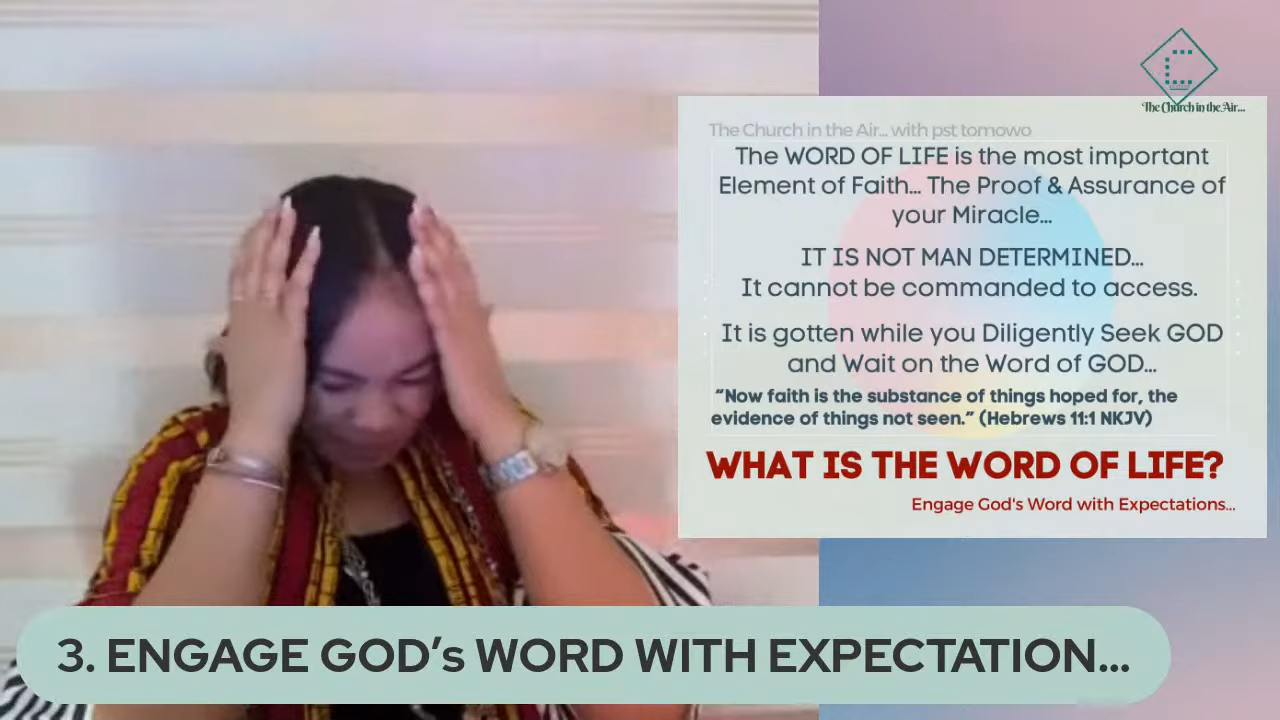 The Church in the Air...
The Church in the Air... with pst tomowo
The WORD OF LIFE is the most important
Element of Faith... The Proof & Assurance of
your Miracle...
IT IS NOT MAN DETERMINED...
It cannot be commanded to access.
It is gotten while you Diligently Seek GOD
and Wait on the Word of GOD...
“Now faith is the substance of things hoped for, the
evidence of things not seen.” (Hebrews 11:1 NKJV)
WHAT IS THE WORD OF LIFE?
Engage God's Word with Expectations...
3. ENGAGE GOD’s WORD WITH EXPECTATION...